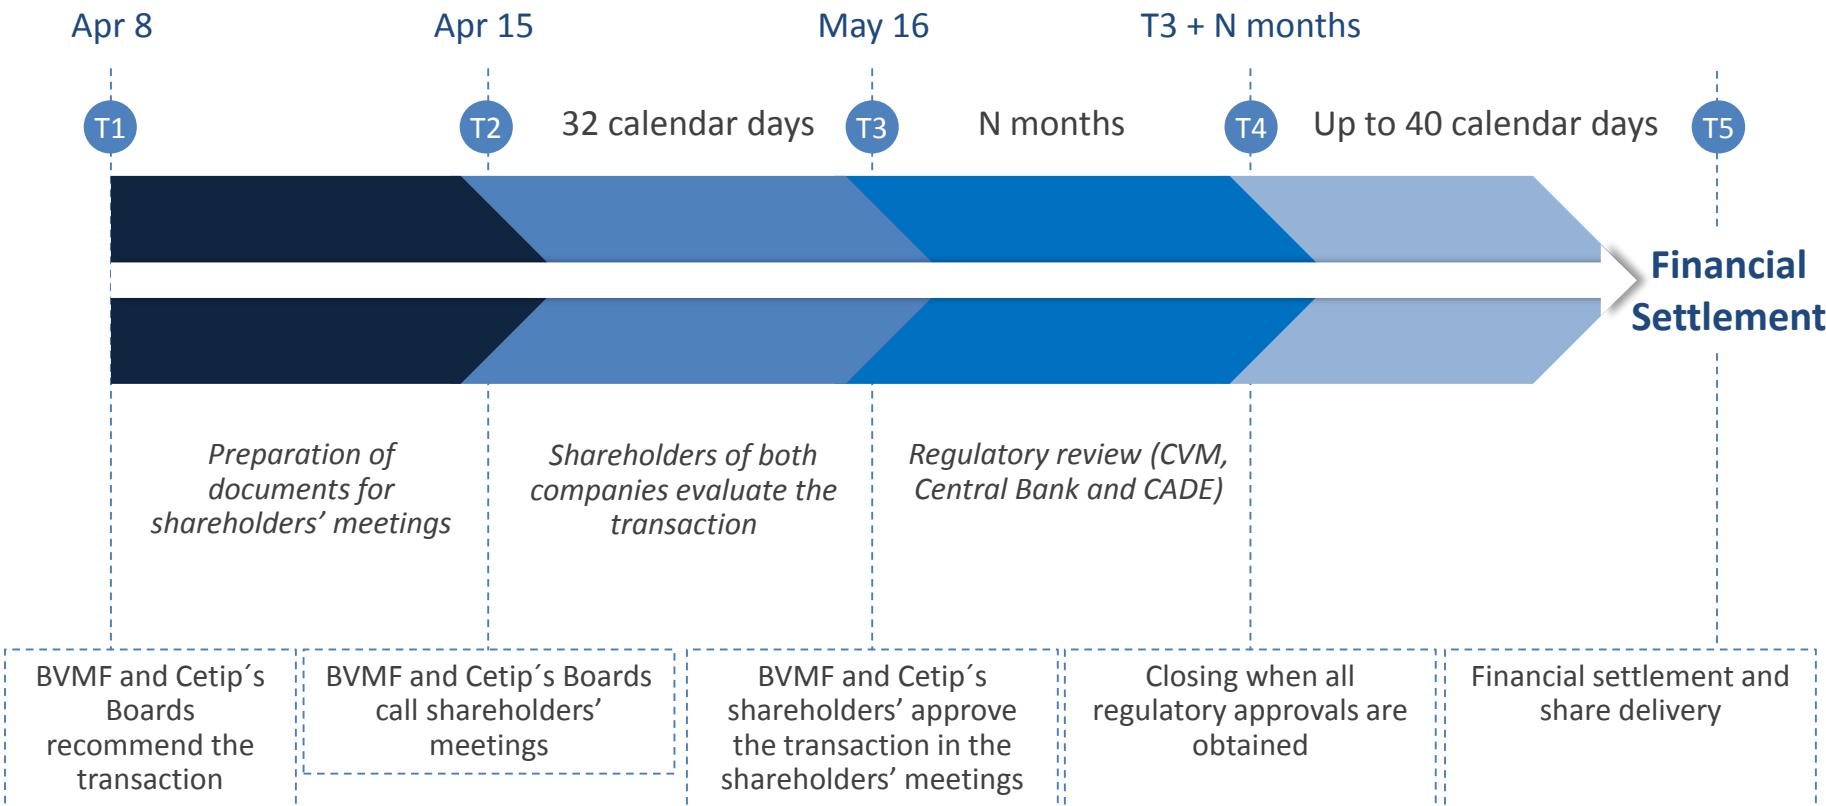 Apr 8
Apr 15
May 16
T3 + N months
T1
T2
32 calendar days
T3
N months
T4
Up to 40 calendar days
T5
Financial
Settlement
Preparation of
documents for
shareholders’ meetings
Shareholders of both
companies evaluate the
transaction
Regulatory review (CVM,
Central Bank and CADE)
BVMF and Cetip´s
Boards
recommend the
transaction
BVMF and Cetip´s Boards
call shareholders’
meetings
BVMF and Cetip´s
shareholders’ approve
the transaction in the
shareholders’ meetings
Closing when all
regulatory approvals are
obtained
Financial settlement and
share delivery